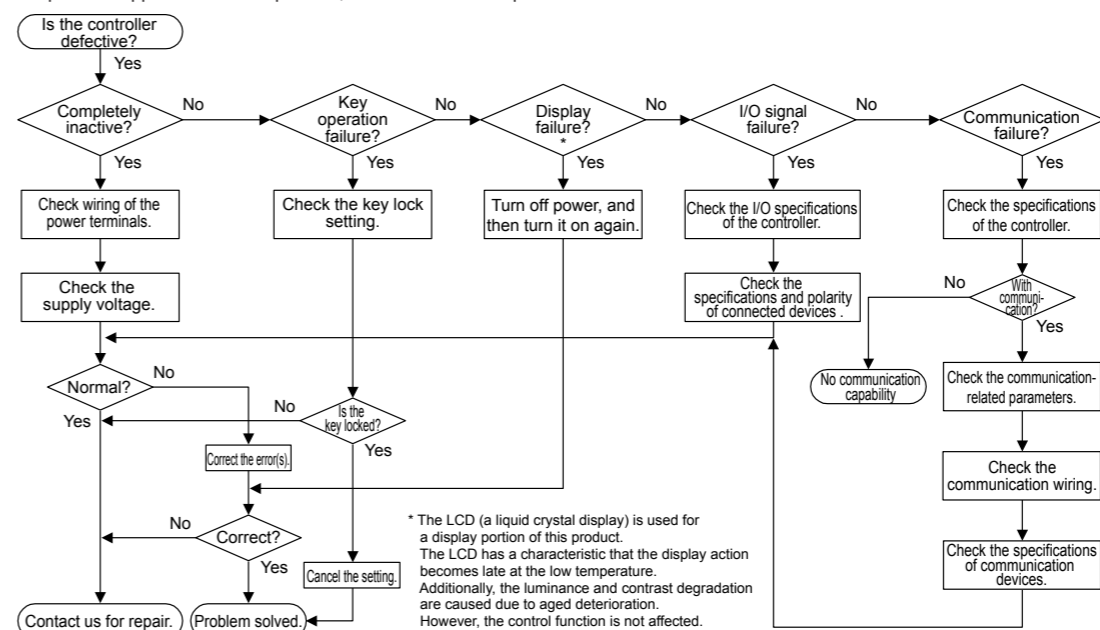 Is the controller
defective?
Yes
Completely
inactive?
No
Key
operation
failure?
No
Display
failure?
*
No
I/O signal
failure?
No
Communication
failure?
Yes
Yes
Yes
Yes
Yes
Check wiring of the
power terminals.
Check the key lock
setting.
Turn off power, and
then turn it on again.
Check the I/O specifications
of the controller.
Check the specifications
of the controller.
Check the
supply voltage.
Check the
specifications and polarity
of connected devices .
No
With
communi-
cation?
Yes
No communication
capability
Check the communication-
related parameters.
Normal?
No
Yes
No
Is the
key locked?
Yes
Correct the error(s).
Check the
communication wiring.
No
Correct?
Yes
Cancel the setting.
Check the specifications
of communication
devices.
* The LCD (a liquid crystal display) is used for
a display portion of this product.
The LCD has a characteristic that the display action
becomes late at the low temperature.
Additionally, the luminance and contrast degradation
are caused due to aged deterioration.
However, the control function is not affected.
Contact us for repair.
Problem solved.